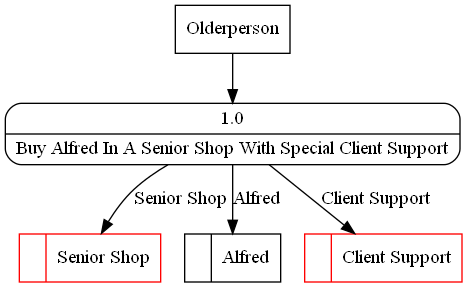 Olderperson
1.0
Buy Alfred In A Senior Shop With Special Client Support
Senior Shop
Alfred
Client Support
Senior Shop
Alfred
Client Support